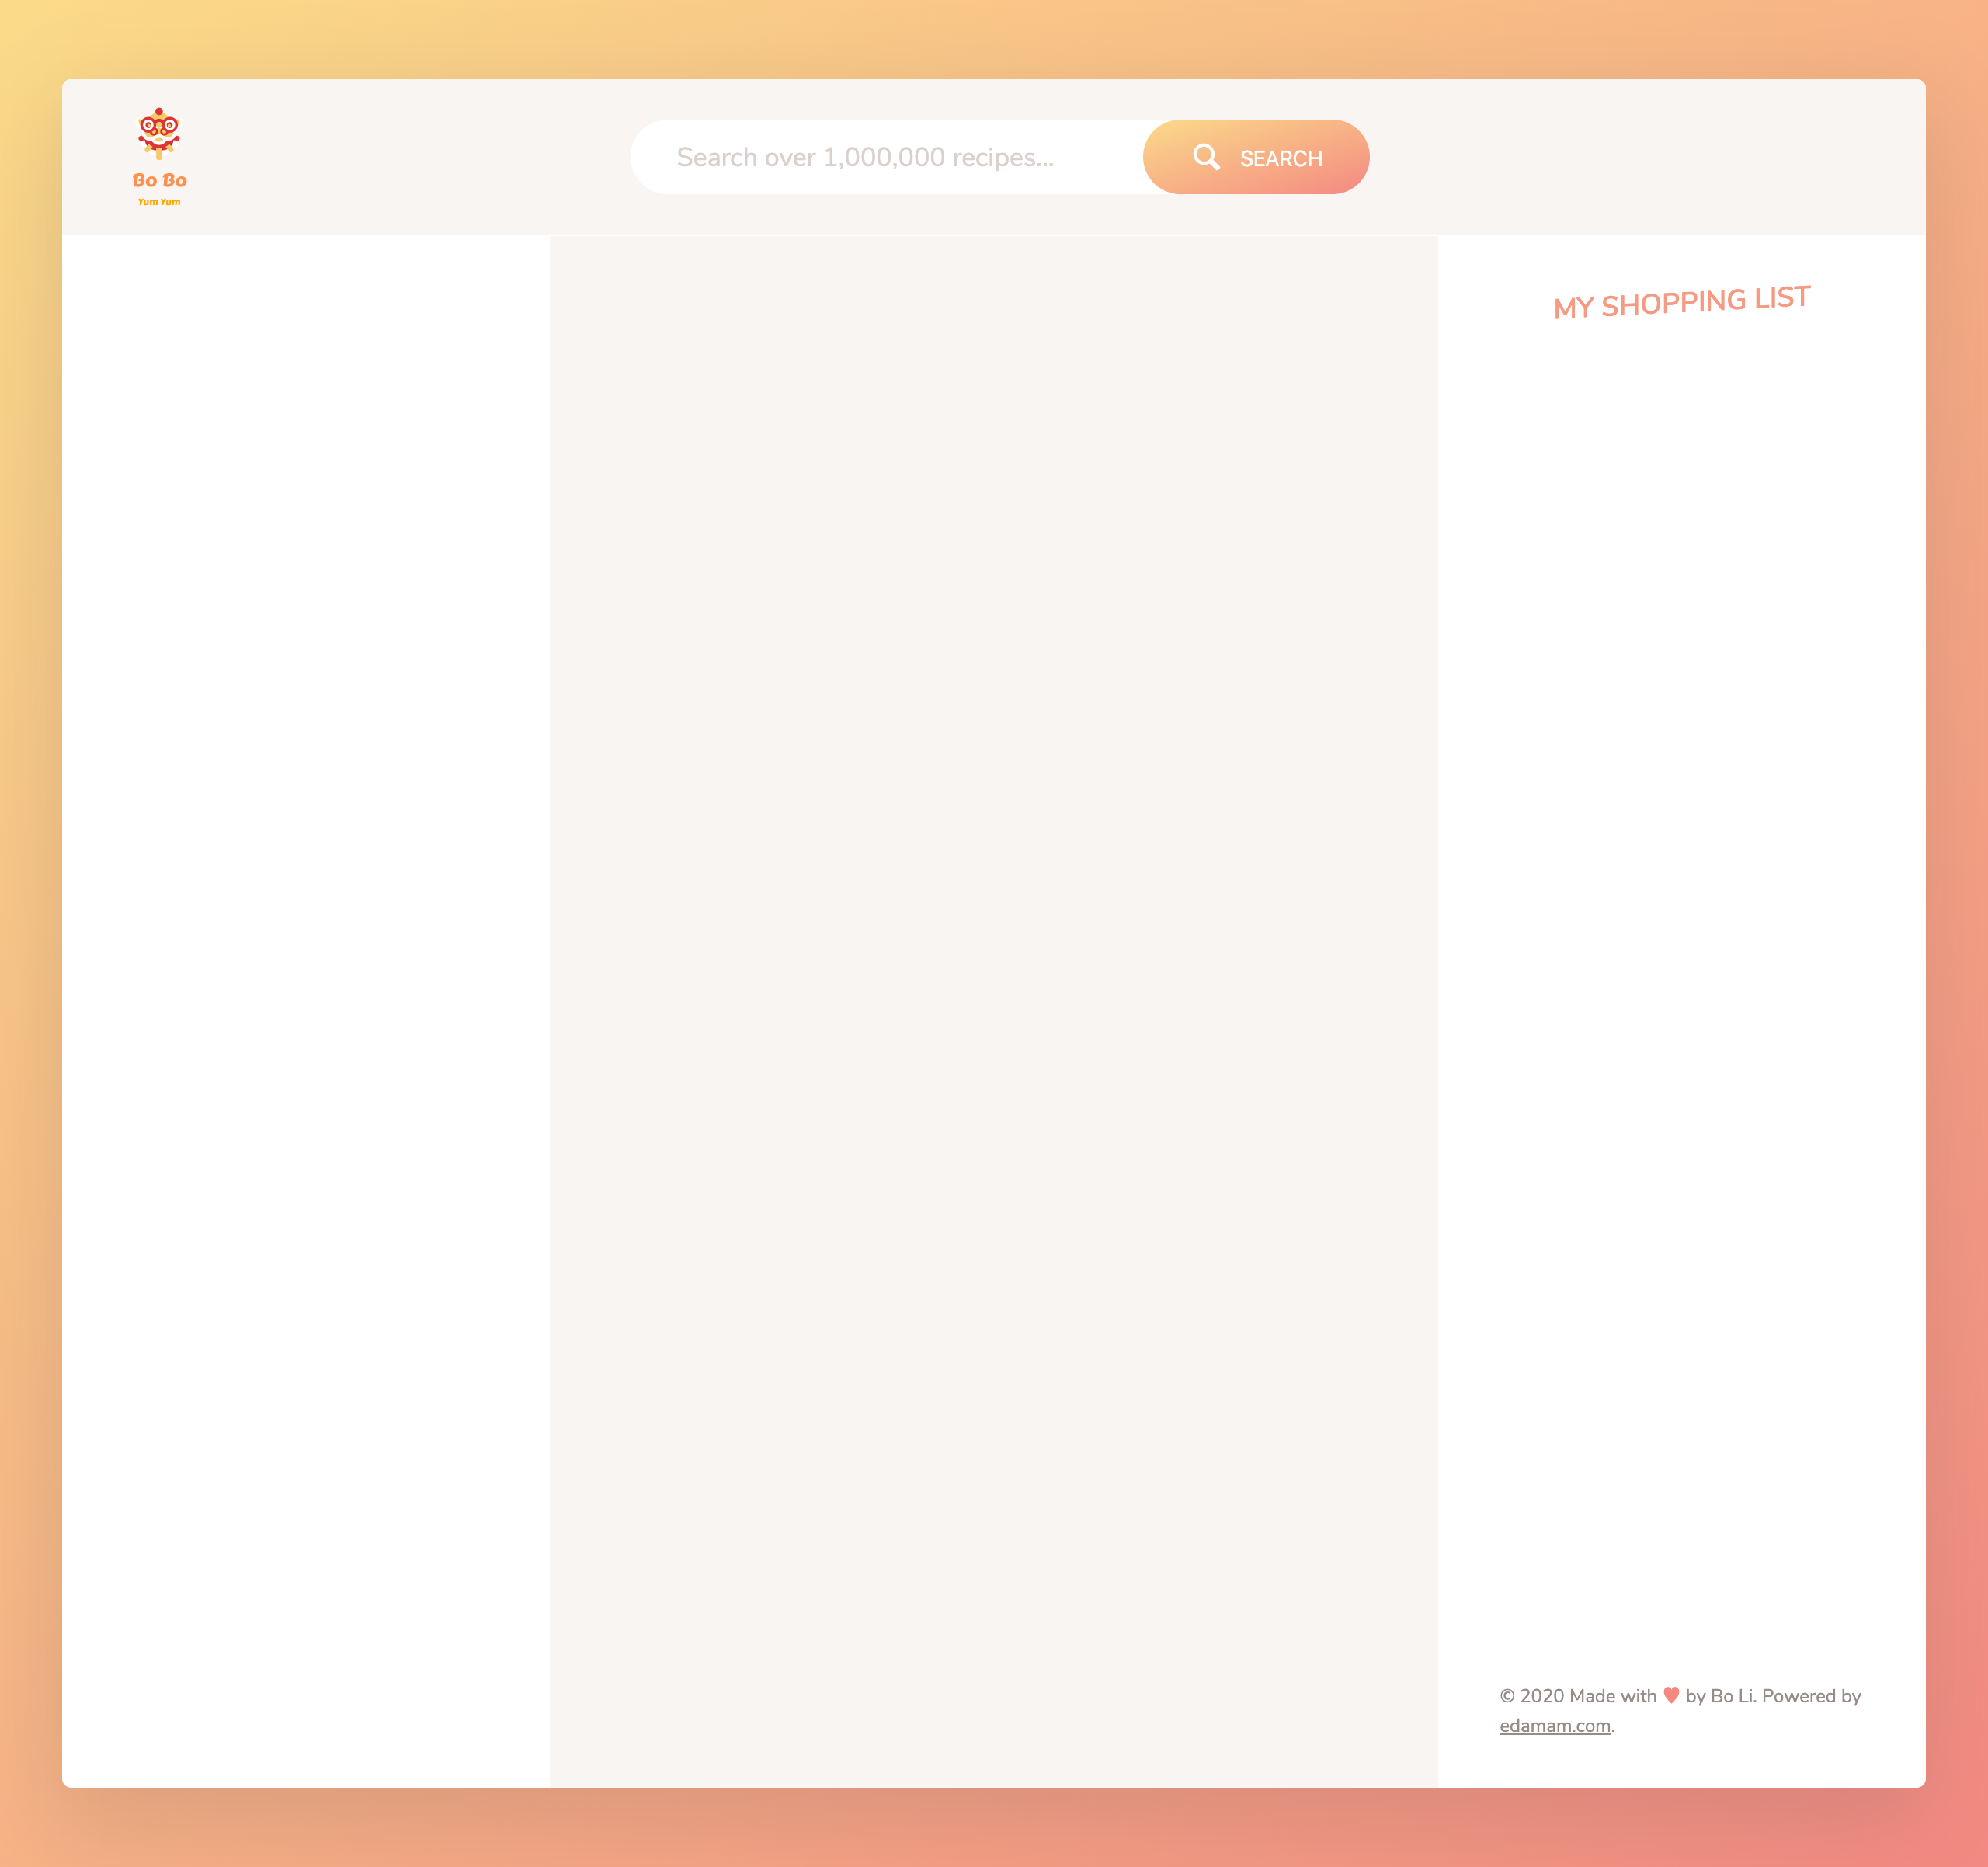 Bo Bo
Yum Yum
Search over 1,000,000 recipes...
SEARCH
MY SHOPPING LIST
© 2020 Made with ♥ by Bo Li. Powered by
edamam.com.